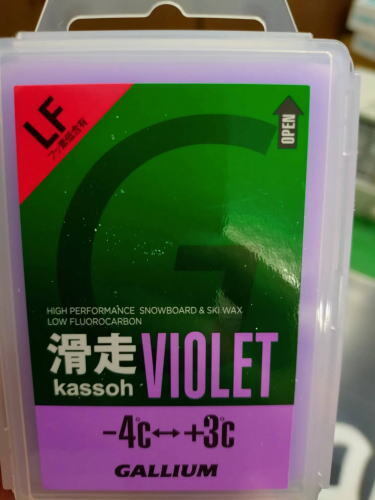 LF
フッ素低含有
OPEN
HIGH PERFORMANCE SNOWBOARD & SKI WAX
LOW FLUOROCARBON
滑走 VIOLET
kassoh
-4℃↔+3℃
GALLIUM